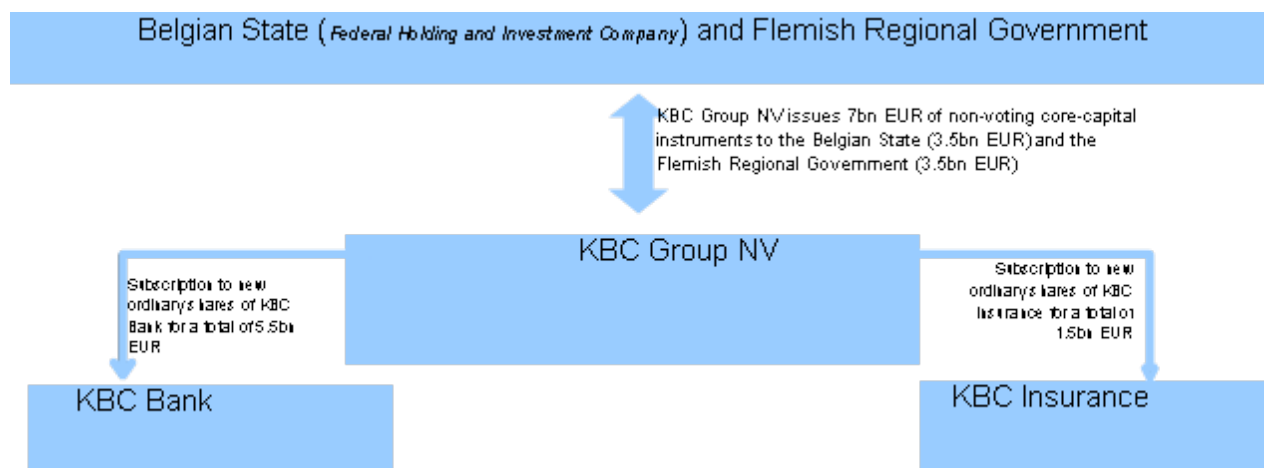 Belgian State (Federal Holding and Investment Company) and Flemish Regional Government
KBC Group NV issues 7bn EUR of non-voting core-capital
instruments to the Belgian State (3.5bn EUR) and the
Flemish Regional Government (3.5bn EUR)
KBC Group NV
Subscription to new
ordinary shares of KBC
Bank for a total of 5.5bn
EUR
Subscription to new
ordinary shares of KBC
Insurance for a total of
1.5bn EUR
KBC Bank
KBC Insurance